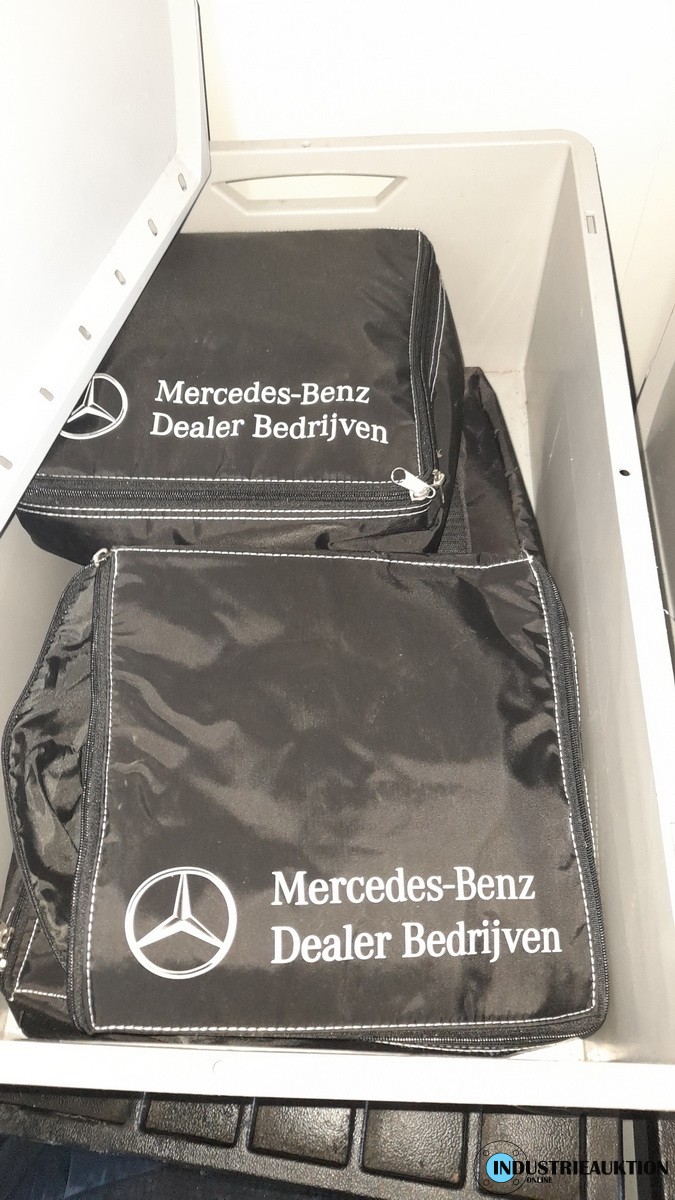 Mercedes-Benz
Dealer Bedrijven
Mercedes-Benz
Dealer Bedrijven
INDUSTRIEAUKTION
ONLINE